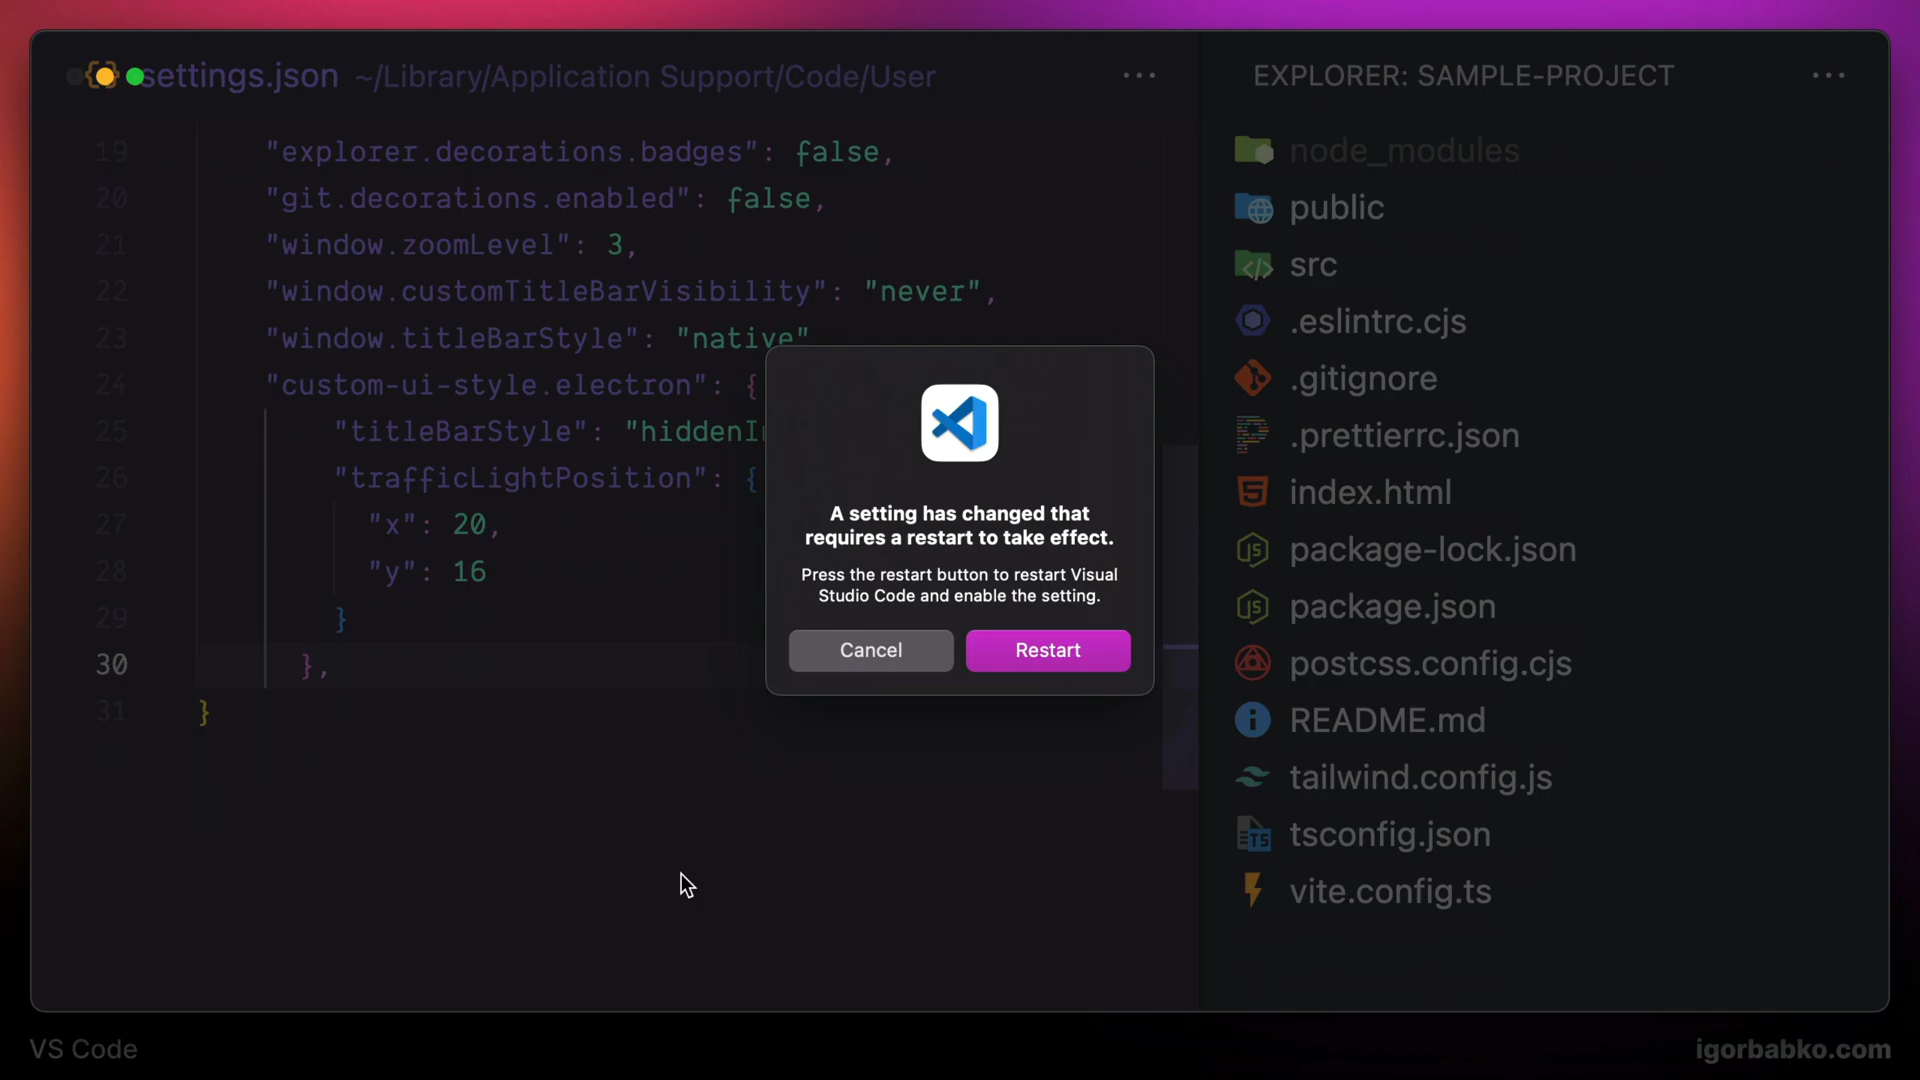 settings.json ~/Library/Application Support/Code/User ···
19 "explorer.decorations.badges": false,
20 "git.decorations.enabled": false,
21 "window.zoomLevel": 3,
22 "window.customTitleBarVisibility": "never",
23 "window.titleBarStyle": "native"
24 "custom-ui-style.electron": {
25 "titleBarStyle": "hiddenI
26 "trafficLightPosition": {
27 "x": 20,
28 "y": 16
29 }
30 },
31 }
A setting has changed that
requires a restart to take effect.
Press the restart button to restart Visual
Studio Code and enable the setting.
Cancel Restart
EXPLORER: SAMPLE-PROJECT ···
node_modules
public
src
.eslintrc.cjs
.gitignore
.prettierrc.json
index.html
package-lock.json
package.json
postcss.config.cjs
README.md
tailwind.config.js
tsconfig.json
vite.config.ts
VS Code
igorbabko.com